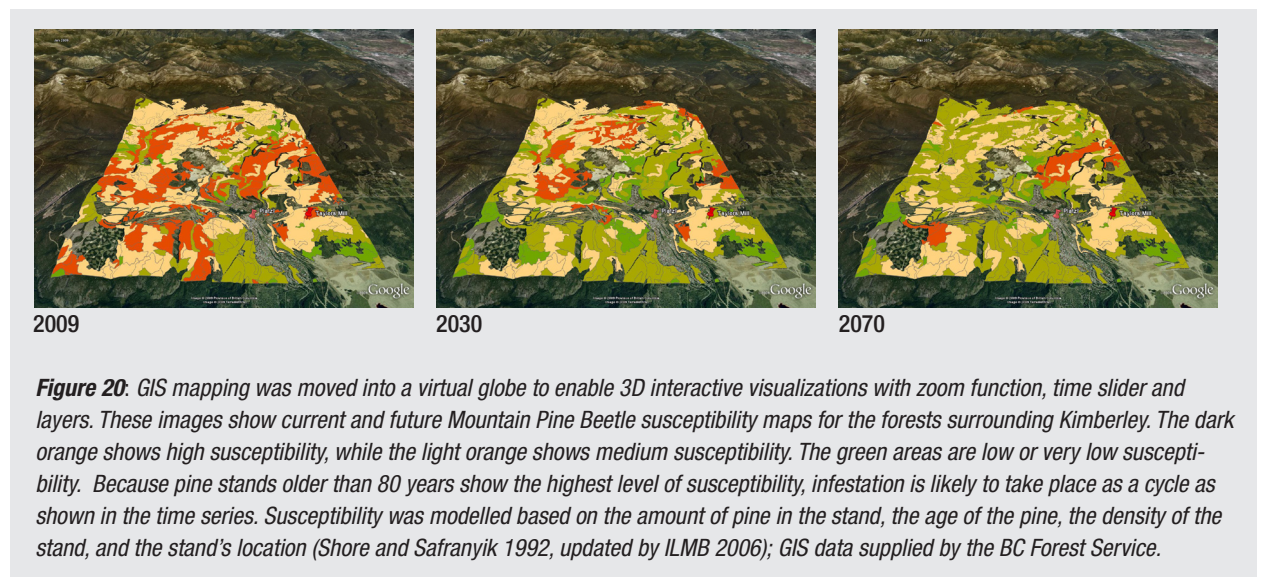 Platzl
Taylors Mill
Google
Platzl
Taylors Mill
Google
Platzl
Taylors Mill
Google
2009
2030
2070
Figure 20: GIS mapping was moved into a virtual globe to enable 3D interactive visualizations with zoom function, time slider and
layers. These images show current and future Mountain Pine Beetle susceptibility maps for the forests surrounding Kimberley. The dark
orange shows high susceptibility, while the light orange shows medium susceptibility. The green areas are low or very low suscepti-
bility. Because pine stands older than 80 years show the highest level of susceptibility, infestation is likely to take place as a cycle as
shown in the time series. Susceptibility was modelled based on the amount of pine in the stand, the age of the pine, the density of the
stand, and the stand's location (Shore and Safranyik 1992, updated by ILMB 2006); GIS data supplied by the BC Forest Service.